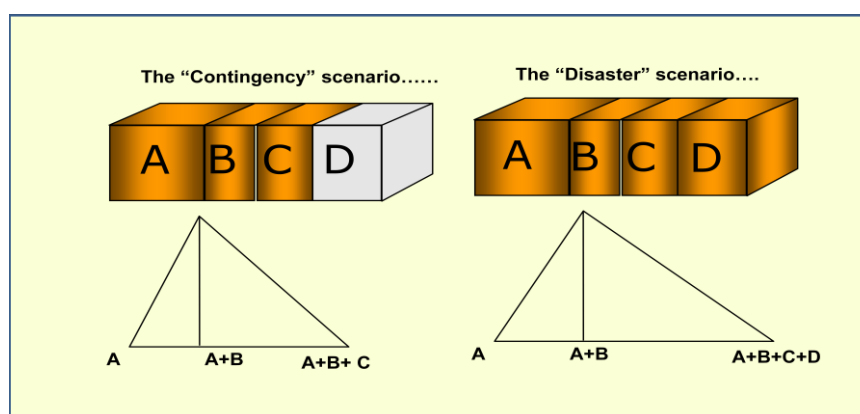 The “Contingency” scenario……
A B C D
A A+B A+B+ C
The “Disaster” scenario….
A B C D
A A+B A+B+C+D